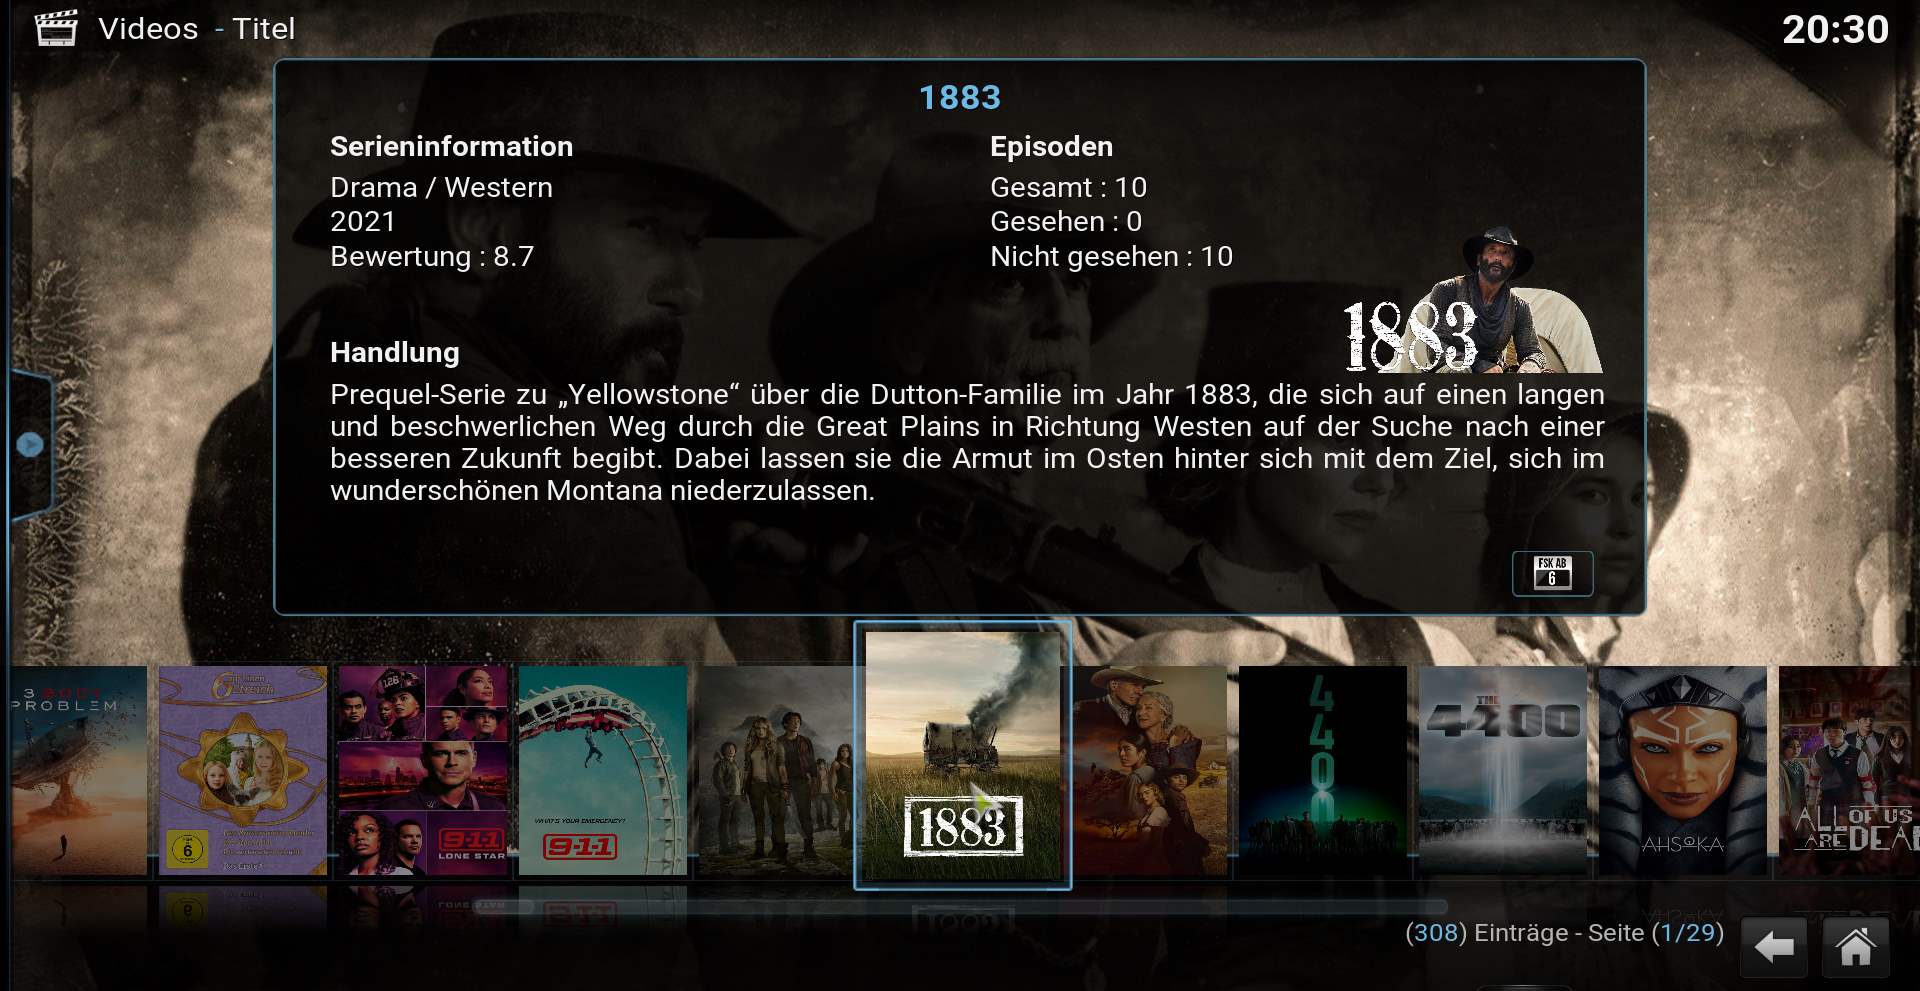 Videos - Titel
20:30
1883
Serieninformation
Drama / Western
2021
Bewertung : 8.7
Episoden
Gesamt : 10
Gesehen : 0
Nicht gesehen : 10
1883
Handlung
Prequel-Serie zu „Yellowstone“ über die Dutton-Familie im Jahr 1883, die sich auf einen langen
und beschwerlichen Weg durch die Great Plains in Richtung Westen auf der Suche nach einer
besseren Zukunft begibt. Dabei lassen sie die Armut im Osten hinter sich mit dem Ziel, sich im
wunderschönen Montana niederzulassen.
FSK AB
6
3 BODY
PROBLEM
6
Streich
6
126
9-1-1
LONE STAR
WHAT'S YOUR EMERGENCY?
9-1-1
1883
4400
THE
4400
AHSOKA
ALL OF US
ARE DEAD
(308) Einträge - Seite (1/29)